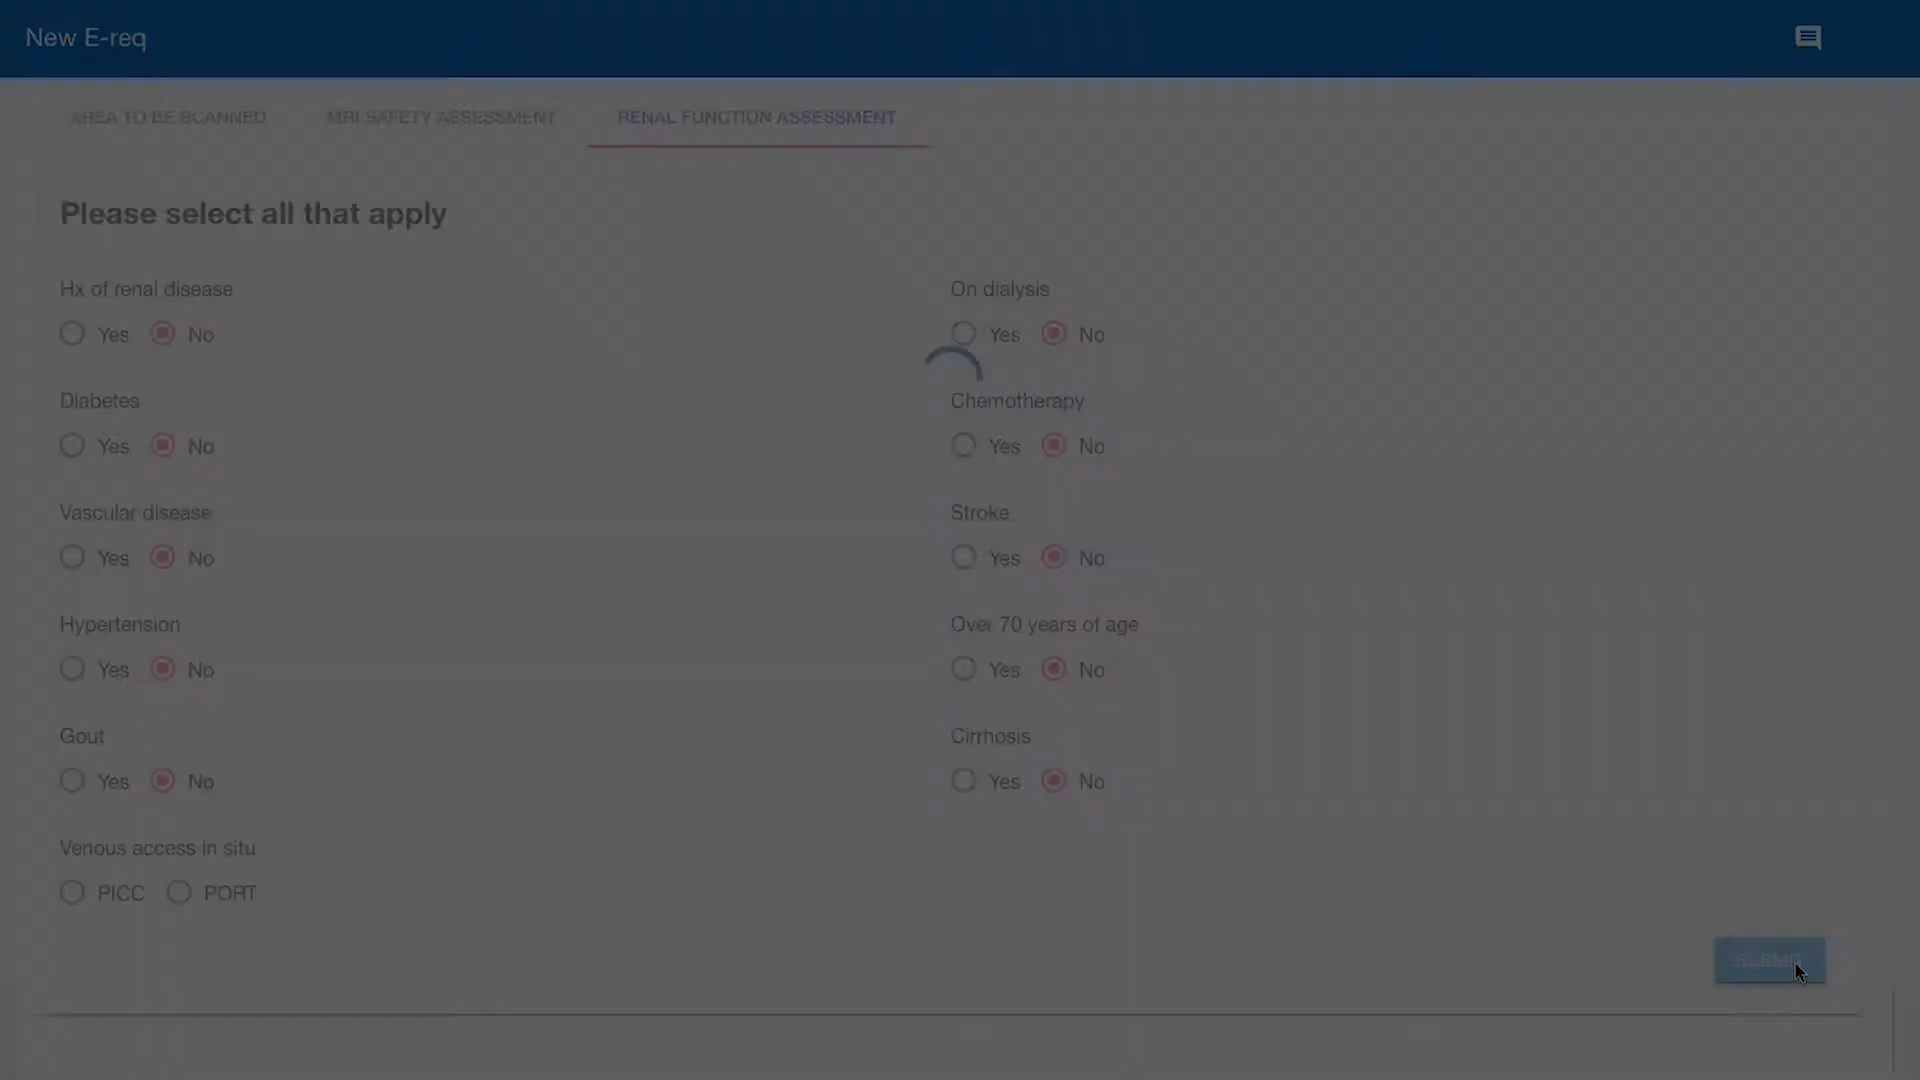 New E-req
AREA TO BE SCANNED MRI SAFETY ASSESSMENT RENAL FUNCTION ASSESSMENT
Please select all that apply
Hx of renal disease
Yes No
On dialysis
Yes No
Diabetes
Yes No
Chemotherapy
Yes No
Vascular disease
Yes No
Stroke
Yes No
Hypertension
Yes No
Over 70 years of age
Yes No
Gout
Yes No
Cirrhosis
Yes No
Venous access in situ
PICC PORT